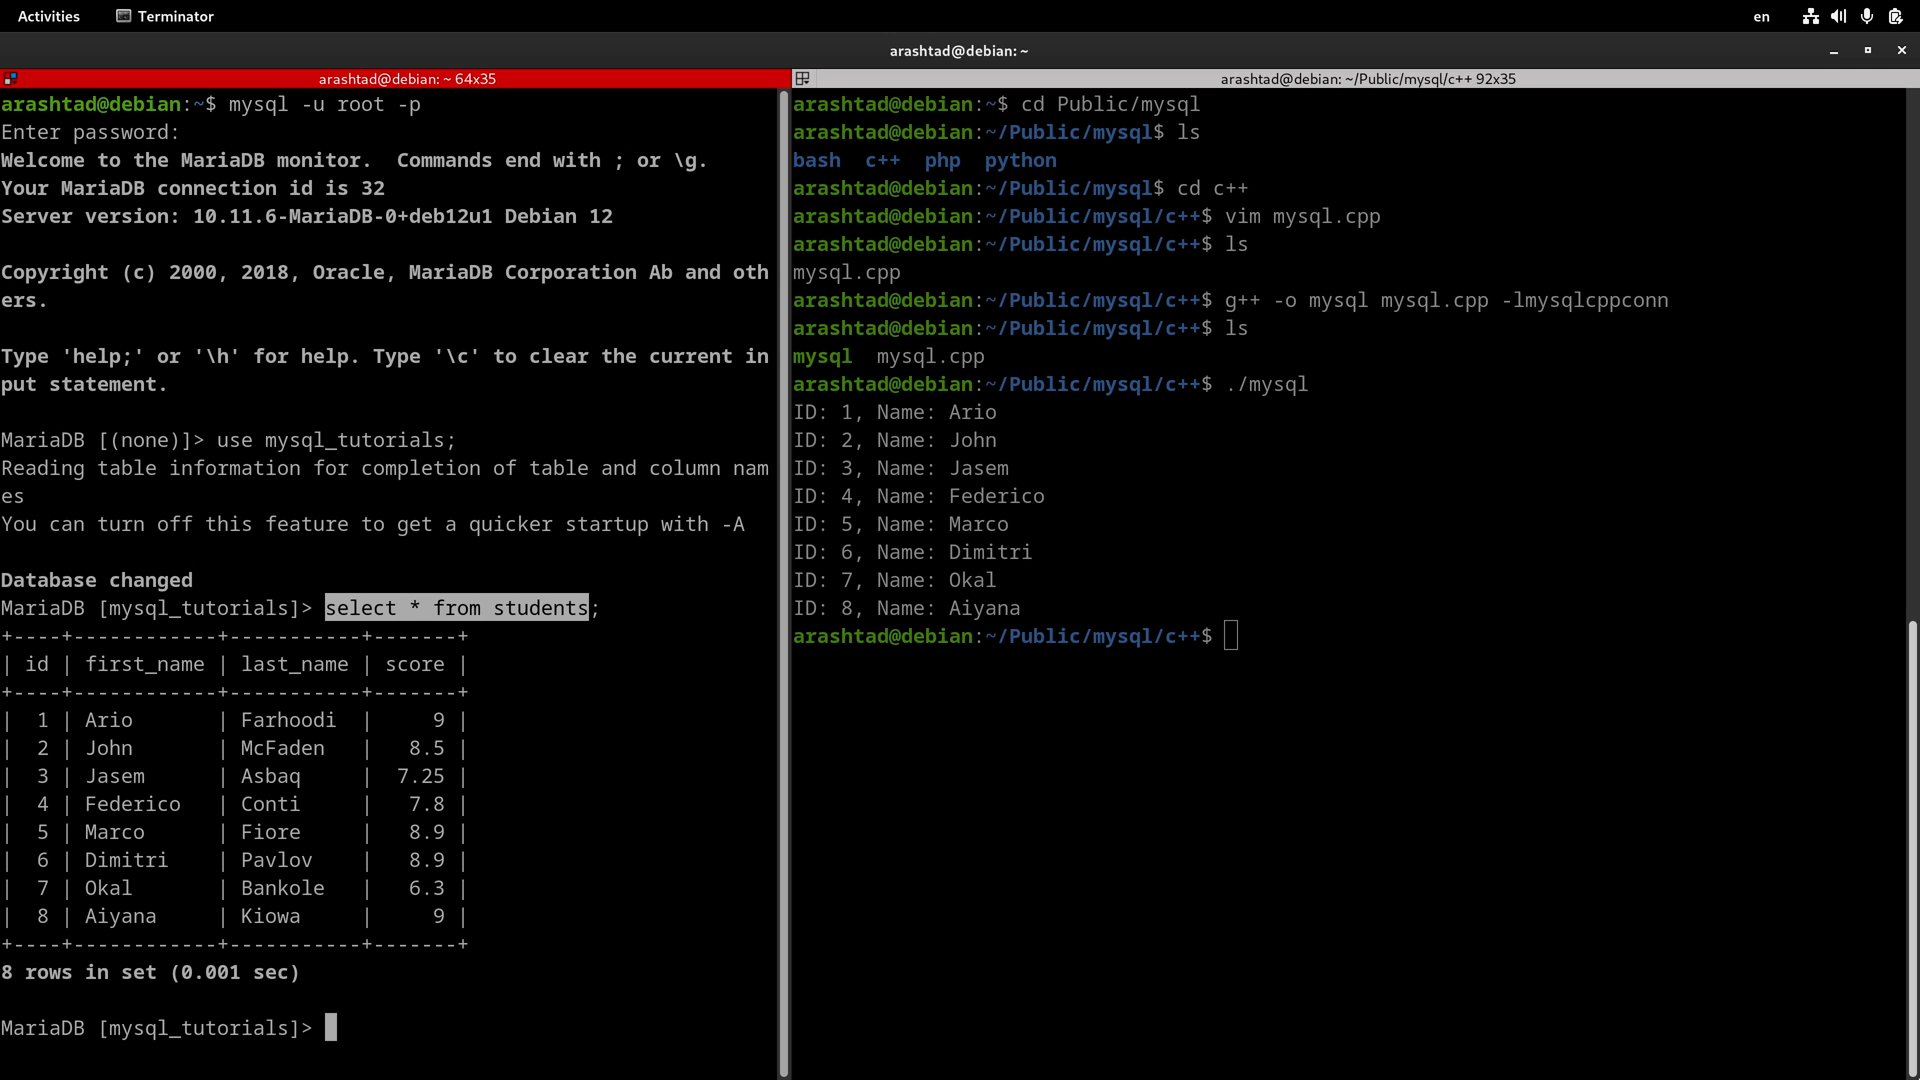 Activities
Terminator
en
arashtad@debian: ~
arashtad@debian: ~ 64x35
arashtad@debian:~$ mysql -u root -p
Enter password:
Welcome to the MariaDB monitor.  Commands end with ; or \g.
Your MariaDB connection id is 32
Server version: 10.11.6-MariaDB-0+deb12u1 Debian 12
Copyright (c) 2000, 2018, Oracle, MariaDB Corporation Ab and oth
ers.
Type 'help;' or '\h' for help. Type '\c' to clear the current in
put statement.
MariaDB [(none)]> use mysql_tutorials;
Reading table information for completion of table and column nam
es
You can turn off this feature to get a quicker startup with -A
Database changed
MariaDB [mysql_tutorials]> select * from students;
+----+------------+-----------+-------+
| id | first_name | last_name | score |
+----+------------+-----------+-------+
|  1 | Ario       | Farhoodi  |     9 |
|  2 | John       | McFaden   |   8.5 |
|  3 | Jasem      | Asbaq     |  7.25 |
|  4 | Federico   | Conti     |   7.8 |
|  5 | Marco      | Fiore     |   8.9 |
|  6 | Dimitri    | Pavlov    |   8.9 |
|  7 | Okal       | Bankole   |   6.3 |
|  8 | Aiyana     | Kiowa     |     9 |
+----+------------+-----------+-------+
8 rows in set (0.001 sec)
MariaDB [mysql_tutorials]>
arashtad@debian: ~/Public/mysql/c++ 92x35
arashtad@debian:~$ cd Public/mysql
arashtad@debian:~/Public/mysql$ ls
bash  c++  php  python
arashtad@debian:~/Public/mysql$ cd c++
arashtad@debian:~/Public/mysql/c++$ vim mysql.cpp
arashtad@debian:~/Public/mysql/c++$ ls
mysql.cpp
arashtad@debian:~/Public/mysql/c++$ g++ -o mysql mysql.cpp -lmysqlcppconn
arashtad@debian:~/Public/mysql/c++$ ls
mysql  mysql.cpp
arashtad@debian:~/Public/mysql/c++$ ./mysql
ID: 1, Name: Ario
ID: 2, Name: John
ID: 3, Name: Jasem
ID: 4, Name: Federico
ID: 5, Name: Marco
ID: 6, Name: Dimitri
ID: 7, Name: Okal
ID: 8, Name: Aiyana
arashtad@debian:~/Public/mysql/c++$